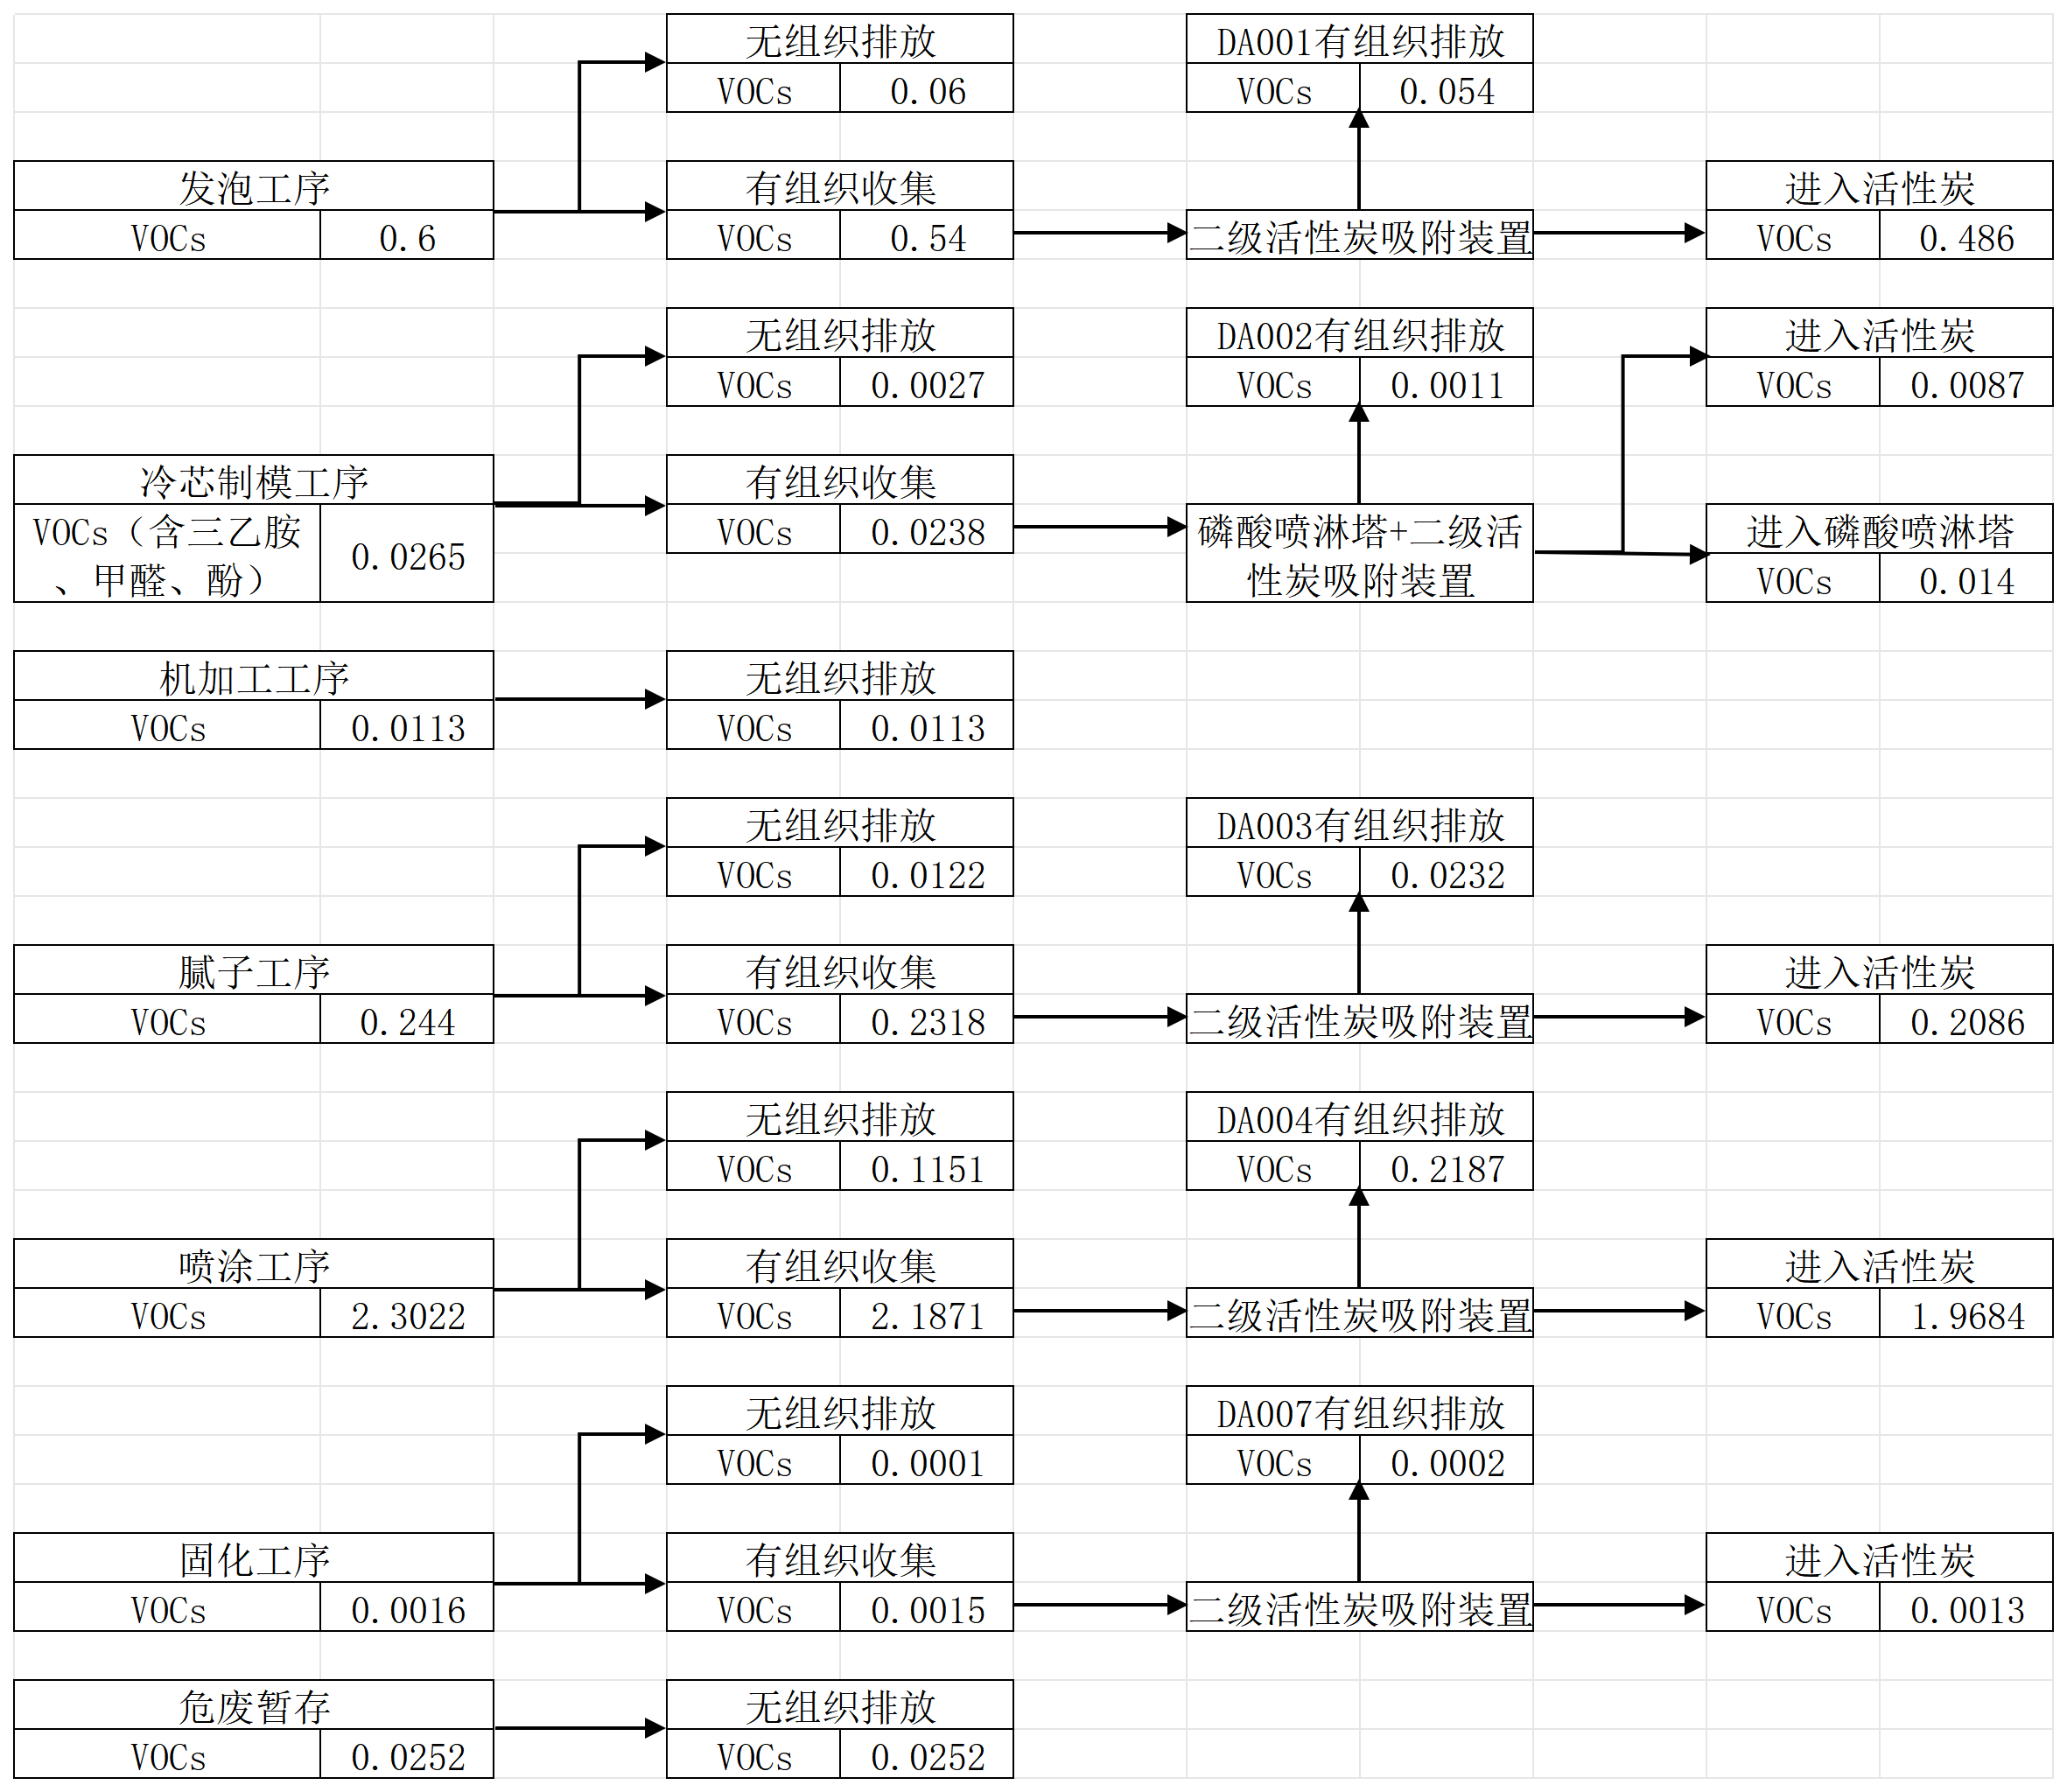 无组织排放
VOCs 0.06
DA001有组织排放
VOCs 0.054
发泡工序
VOCs 0.6
有组织收集
VOCs 0.54
二级活性炭吸附装置
进入活性炭
VOCs 0.486
无组织排放
VOCs 0.0027
DA002有组织排放
VOCs 0.0011
进入活性炭
VOCs 0.0087
冷芯制模工序
VOCs（含三乙胺
、甲醛、酚）
0.0265
有组织收集
VOCs 0.0238
磷酸喷淋塔+二级活
性炭吸附装置
进入磷酸喷淋塔
VOCs 0.014
机加工工序
VOCs 0.0113
无组织排放
VOCs 0.0113
无组织排放
VOCs 0.0122
DA003有组织排放
VOCs 0.0232
腻子工序
VOCs 0.244
有组织收集
VOCs 0.2318
二级活性炭吸附装置
进入活性炭
VOCs 0.2086
无组织排放
VOCs 0.1151
DA004有组织排放
VOCs 0.2187
喷涂工序
VOCs 2.3022
有组织收集
VOCs 2.1871
二级活性炭吸附装置
进入活性炭
VOCs 1.9684
无组织排放
VOCs 0.0001
DA007有组织排放
VOCs 0.0002
固化工序
VOCs 0.0016
有组织收集
VOCs 0.0015
二级活性炭吸附装置
进入活性炭
VOCs 0.0013
危废暂存
VOCs 0.0252
无组织排放
VOCs 0.0252